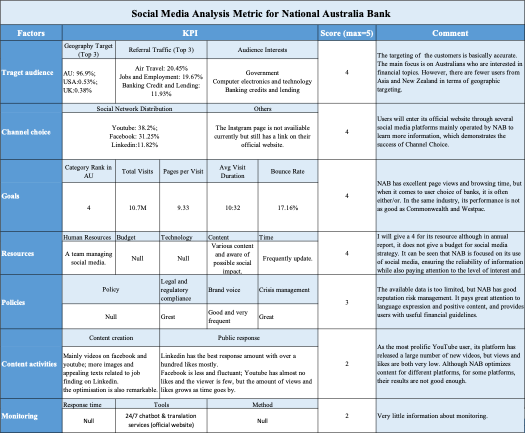 Social Media Analysis Metric for National Australia Bank
Factors
KPI
Score (max=5)
Comment
Traget audience
Geography Target
(Top 3)
Referral Traffic (Top 3)
Audience Interests
AU: 96.9%;
USA:0.53%;
UK:0.38%
Air Travel: 20.45%
Jobs and Employment: 19.67%
Banking Credit and Lending:
11.93%
Government
Computer electronics and technology
Banking credits and lending
4
The targeting of the customers is basically accurate.
The main focus is on Australians who are interested in
financial topics. However, there are fewer users from
Asia and New Zealand in terms of geographic
targeting.
Channel choice
Social Network Distribution
Others
Youtube: 38.2%;
Facebook: 31.25%
Linkedin:11.82%
The Instgram page is not availiable
currently but still has a link on their
official website.
4
Users will enter its official website through several
social media platforms mainly operated by NAB to
learn more information, which demonstrates the
success of Channel Choice.
Goals
Category Rank in
AU
Total Visits
Pages per Visit
Avg Visit
Duration
Bounce Rate
4
10.7M
9.33
10:32
17.16%
4
NAB has excellent page views and browsing time, but
when it comes to user choice of banks, it is often
either/or. In the same industry, its performance is not
as good as Commonwealth and Westpac.
Resources
Human Resources
Budget
Technology
Content
Time
A team managing
social media.
Null
Null
Various content
and aware of
possible social
impact.
Frequently update.
4
I will give a 4 for its resource although in annual
report, it does not give a budget for social media
strategy. It can be seen that NAB is focused on its use
of social media, ensuring the reliability of information
while also paying attention to the level of interest and
Policies
Policy
Legal and
regulatory
compliance
Brand voice
Crisis management
Null
Great
Good and very
frequent
Great
3
The available data is too limited, but NAB has good
reputation risk management. It pays great attention to
language expression and positive content, and provides
users with useful financial guidelines.
Content activities
Content creation
Public response
Mainly videos on facebook and
youtube; more images and
appealing texts related to job
finding on Linkedin.
the optimisation is also remarkable.
Linkedin has the best response amount with over a
hundred likes mostly.
Facebook is less and fluctuant; Youtube has almost no
likes and the viewer is few, but the amount of views and
likes grows as time goes by.
2
As the most prolific YouTube user, its platform has
released a large number of new videos, but views and
likes are both very low. Although NAB optimizes
content for different platforms, for some platforms,
their results are not good enough.
Monitoring
Response time
Tools
Method
Null
24/7 chatbot & translation
services (official website)
Null
2
Very little information about monitoring.